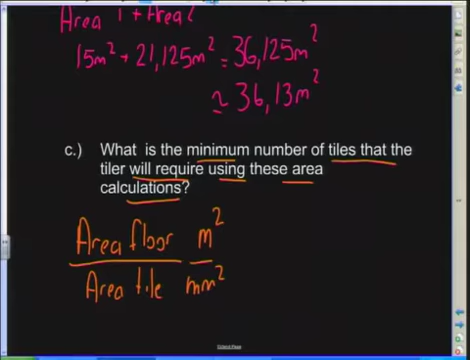 Area 1 + Area 2
15m² + 21,125m² = 36,125m²
≃ 36,13m²
c.) What is the minimum number of tiles that the
tiler will require using these area
calculations?
Area floor m²
Area tile mm²